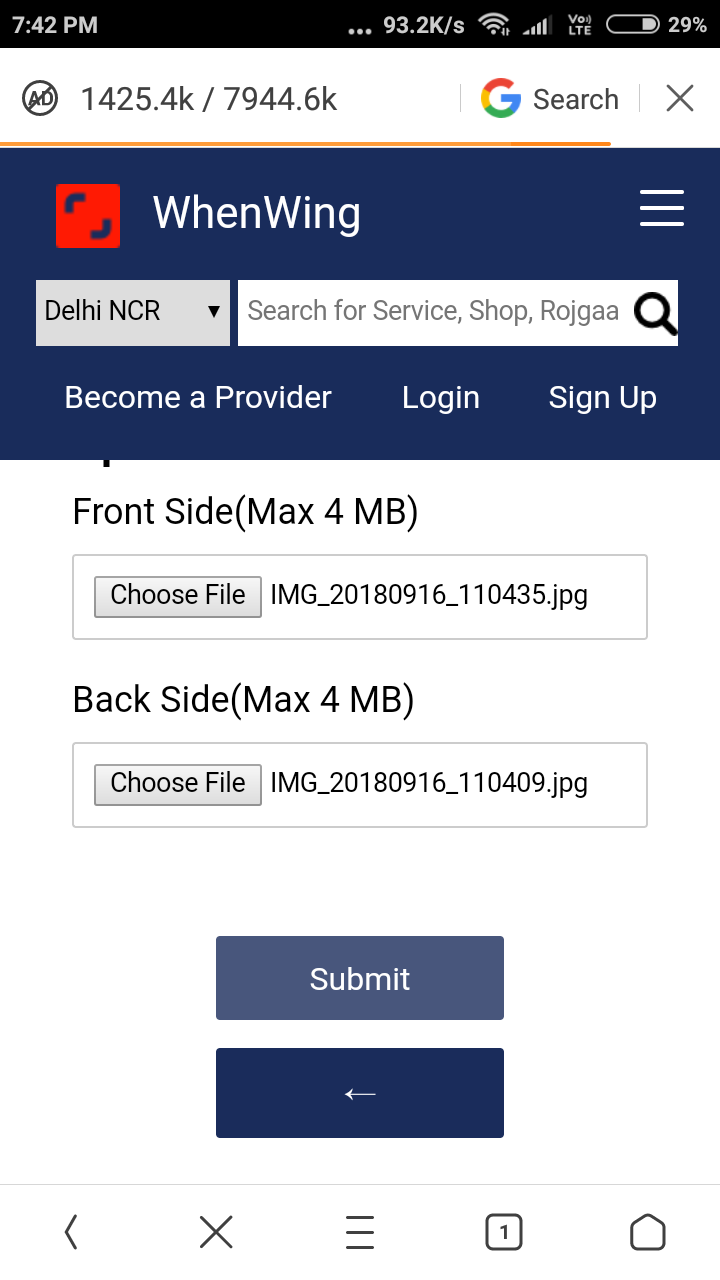 7:42 PM ... 93.2K/s Vo) LTE 29%
AD 1425.4k / 7944.6k Search
WhenWing
Delhi NCR Search for Service, Shop, Rojgaa
Become a Provider Login Sign Up
Front Side(Max 4 MB)
Choose File IMG_20180916_110435.jpg
Back Side(Max 4 MB)
Choose File IMG_20180916_110409.jpg
Submit
←
1